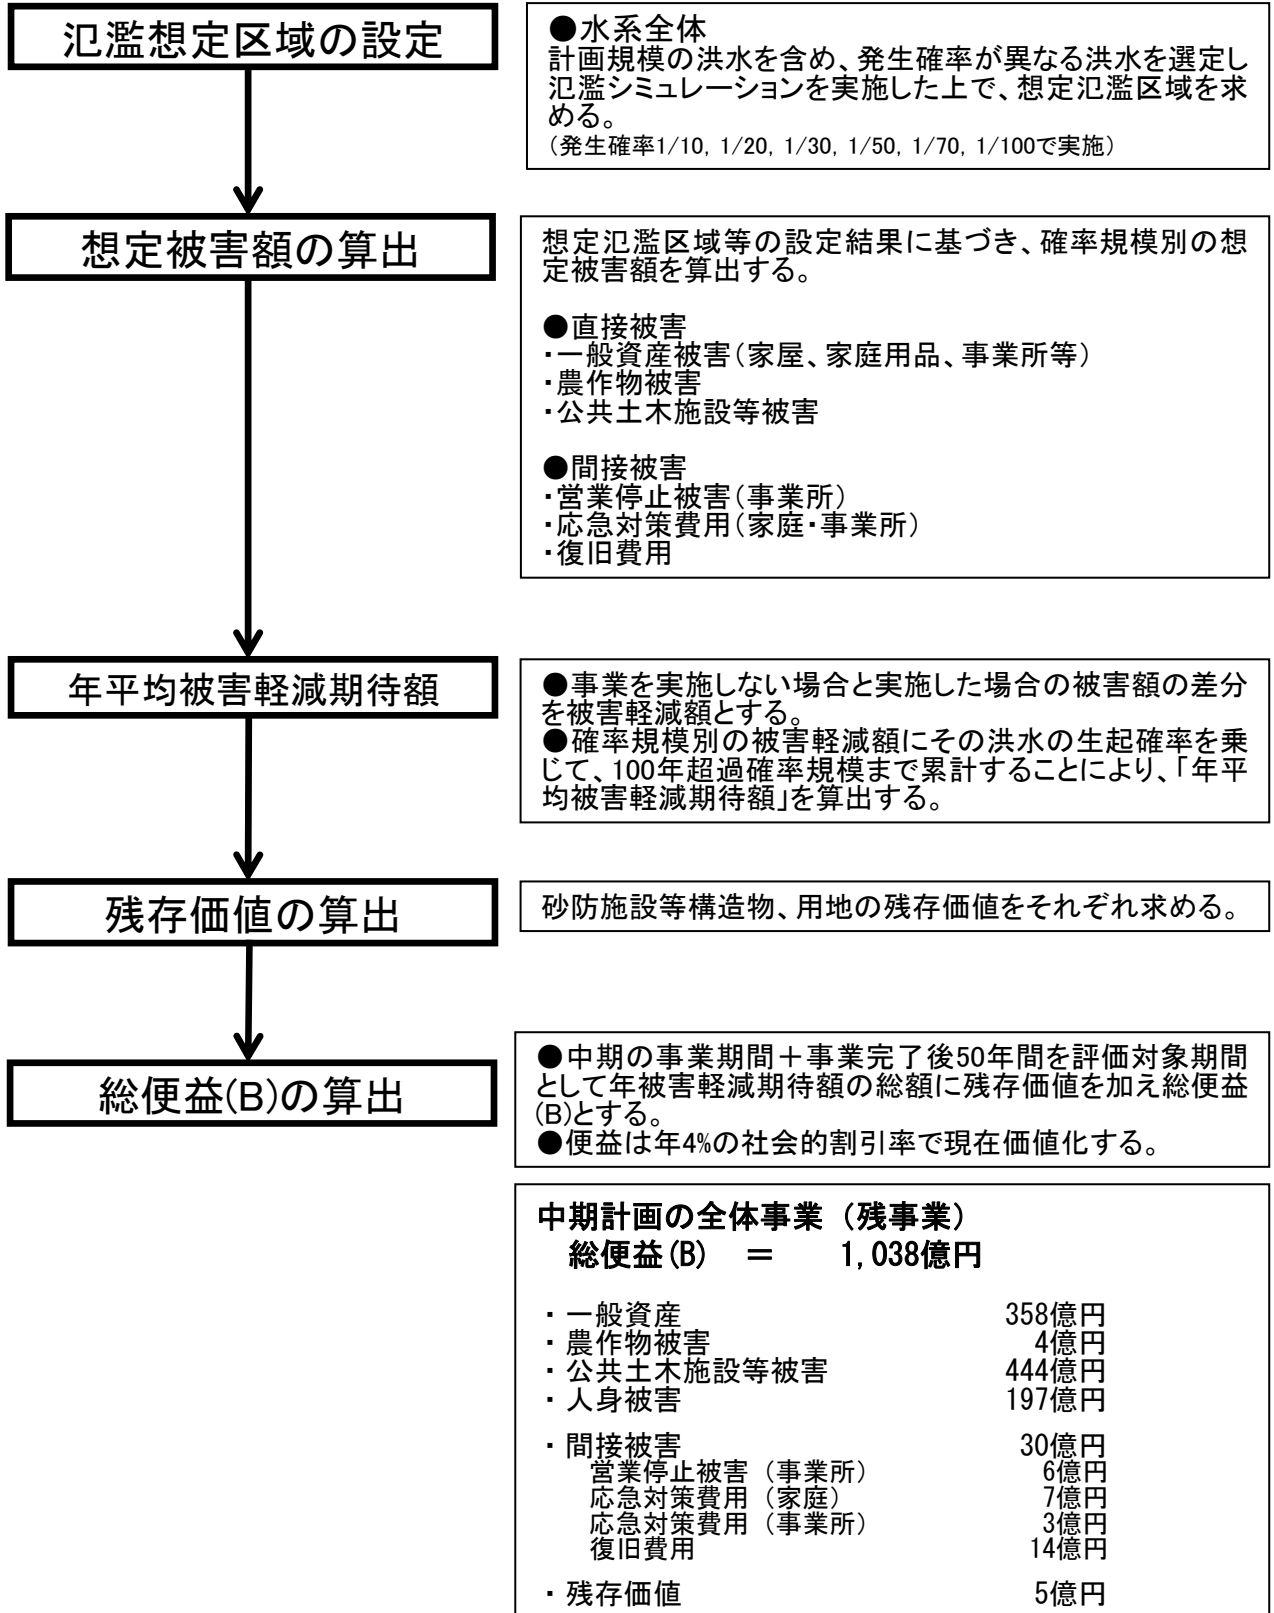 氾濫想定区域の設定
●水系全体
計画規模の洪水を含め、発生確率が異なる洪水を選定し
氾濫シミュレーションを実施した上で、想定氾濫区域を求
める。
（発生確率1/10, 1/20, 1/30, 1/50, 1/70, 1/100で実施）
想定被害額の算出
想定氾濫区域等の設定結果に基づき、確率規模別の想
定被害額を算出する。
●直接被害
・一般資産被害（家屋、家庭用品、事業所等）
・農作物被害
・公共土木施設等被害
●間接被害
・営業停止被害（事業所）
・応急対策費用（家庭・事業所）
・復旧費用
年平均被害軽減期待額
●事業を実施しない場合と実施した場合の被害額の差分
を被害軽減額とする。
●確率規模別の被害軽減額にその洪水の生起確率を乗
じて、100年超過確率規模まで累計することにより、「年平
均被害軽減期待額」を算出する。
残存価値の算出
砂防施設等構造物、用地の残存価値をそれぞれ求める。
総便益(B)の算出
●中期の事業期間＋事業完了後50年間を評価対象期間
として年被害軽減期待額の総額に残存価値を加え総便益
(B)とする。
●便益は年4%の社会的割引率で現在価値化する。
中期計画の全体事業（残事業）
総便益(B) ＝ 1,038億円
・一般資産 358億円
・農作物被害 4億円
・公共土木施設等被害 444億円
・人身被害 197億円
・間接被害 30億円
営業停止被害（事業所） 6億円
応急対策費用（家庭） 7億円
応急対策費用（事業所） 3億円
復旧費用 14億円
・残存価値 5億円